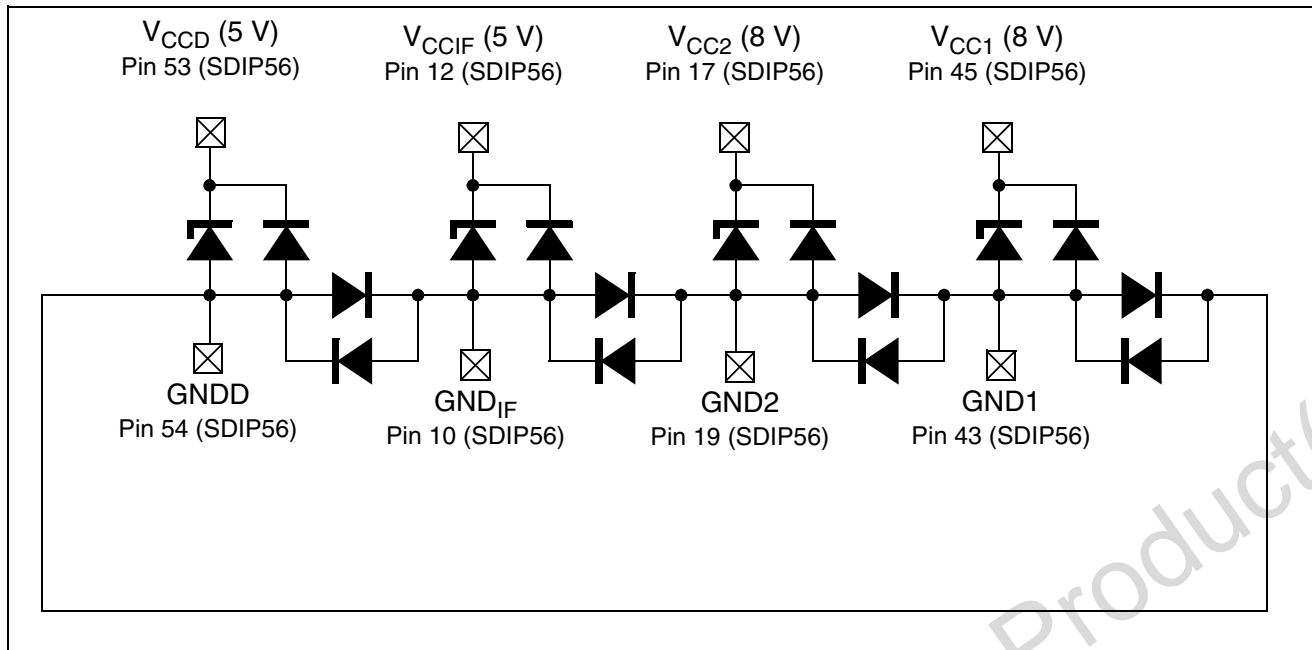 V_CCD (5 V)
Pin 53 (SDIP56)
V_CCIF (5 V)
Pin 12 (SDIP56)
V_CC2 (8 V)
Pin 17 (SDIP56)
V_CC1 (8 V)
Pin 45 (SDIP56)
GNDD
Pin 54 (SDIP56)
GND_IF
Pin 10 (SDIP56)
GND2
Pin 19 (SDIP56)
GND1
Pin 43 (SDIP56)
Product(